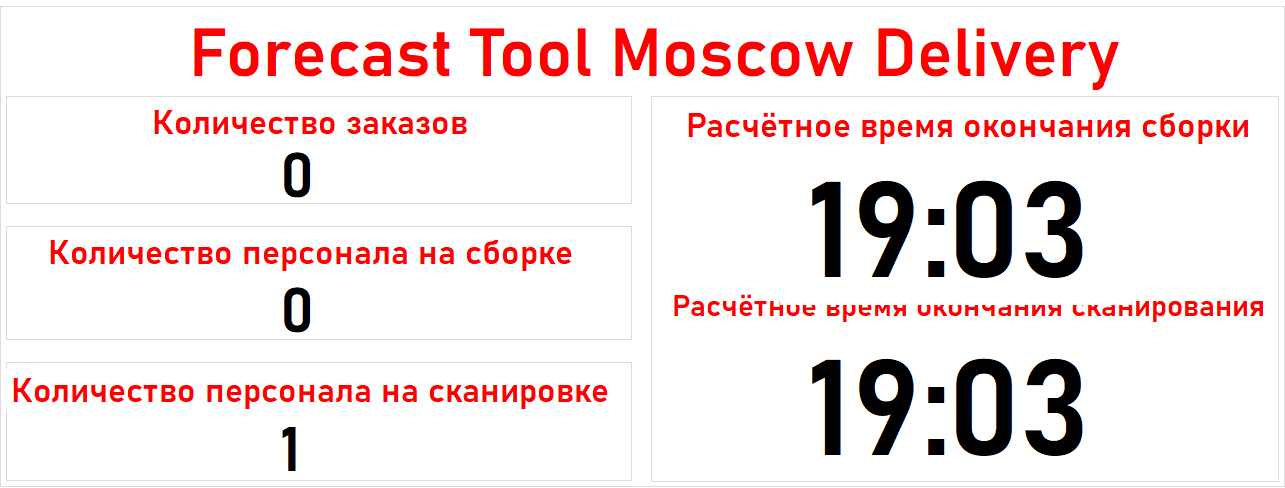 Forecast Tool Moscow Delivery
Количество заказов
0
Количество персонала на сборке
0
Количество персонала на сканировке
1
Расчётное время окончания сборки
19:03
Расчётное время окончания сканирования
19:03